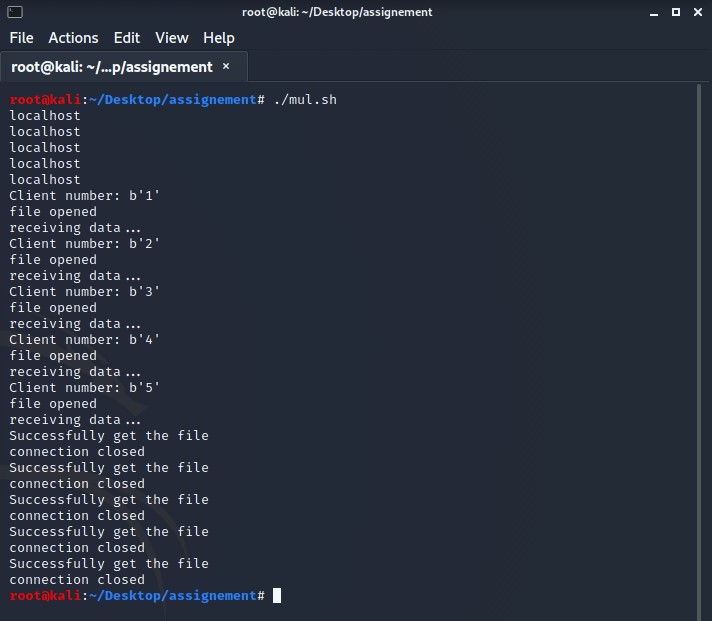 root@kali: ~/Desktop/assignement
File Actions Edit View Help
root@kali: ~/...p/assignement ×
root@kali:~/Desktop/assignement# ./mul.sh
localhost
localhost
localhost
localhost
localhost
Client number: b'1'
file opened
receiving data...
Client number: b'2'
file opened
receiving data...
Client number: b'3'
file opened
receiving data...
Client number: b'4'
file opened
receiving data...
Client number: b'5'
file opened
receiving data...
Successfully get the file
connection closed
Successfully get the file
connection closed
Successfully get the file
connection closed
Successfully get the file
connection closed
Successfully get the file
connection closed
root@kali:~/Desktop/assignement#